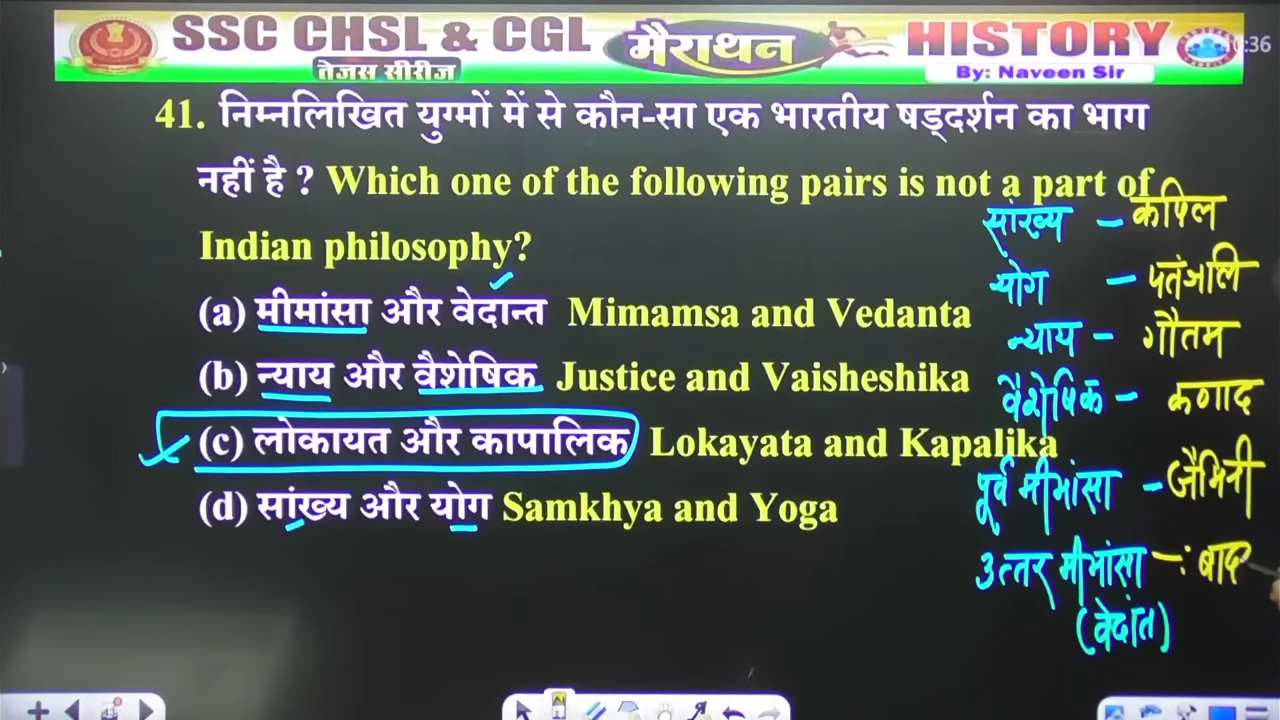 SSC CHSL & CGL
तेजस सीरीज
मैराथन
HISTORY
By: Naveen Sir
:36
41. निम्नलिखित युग्मों में से कौन-सा एक भारतीय षड्दर्शन का भाग
नहीं है ? Which one of the following pairs is not a part of
Indian philosophy?
(a) मीमांसा और वेदान्त Mimamsa and Vedanta
(b) न्याय और वैशेषिक Justice and Vaisheshika
(c) लोकायत और कापालिक Lokayata and Kapalika
(d) सांख्य और योग Samkhya and Yoga
सांख्य – कपिल
योग – पतंजलि
न्याय – गौतम
वैशेषिक – कणाद
पूर्व मीमांसा – जैमिनी
उत्तर मीमांसा –: बाद
(वेदांत)